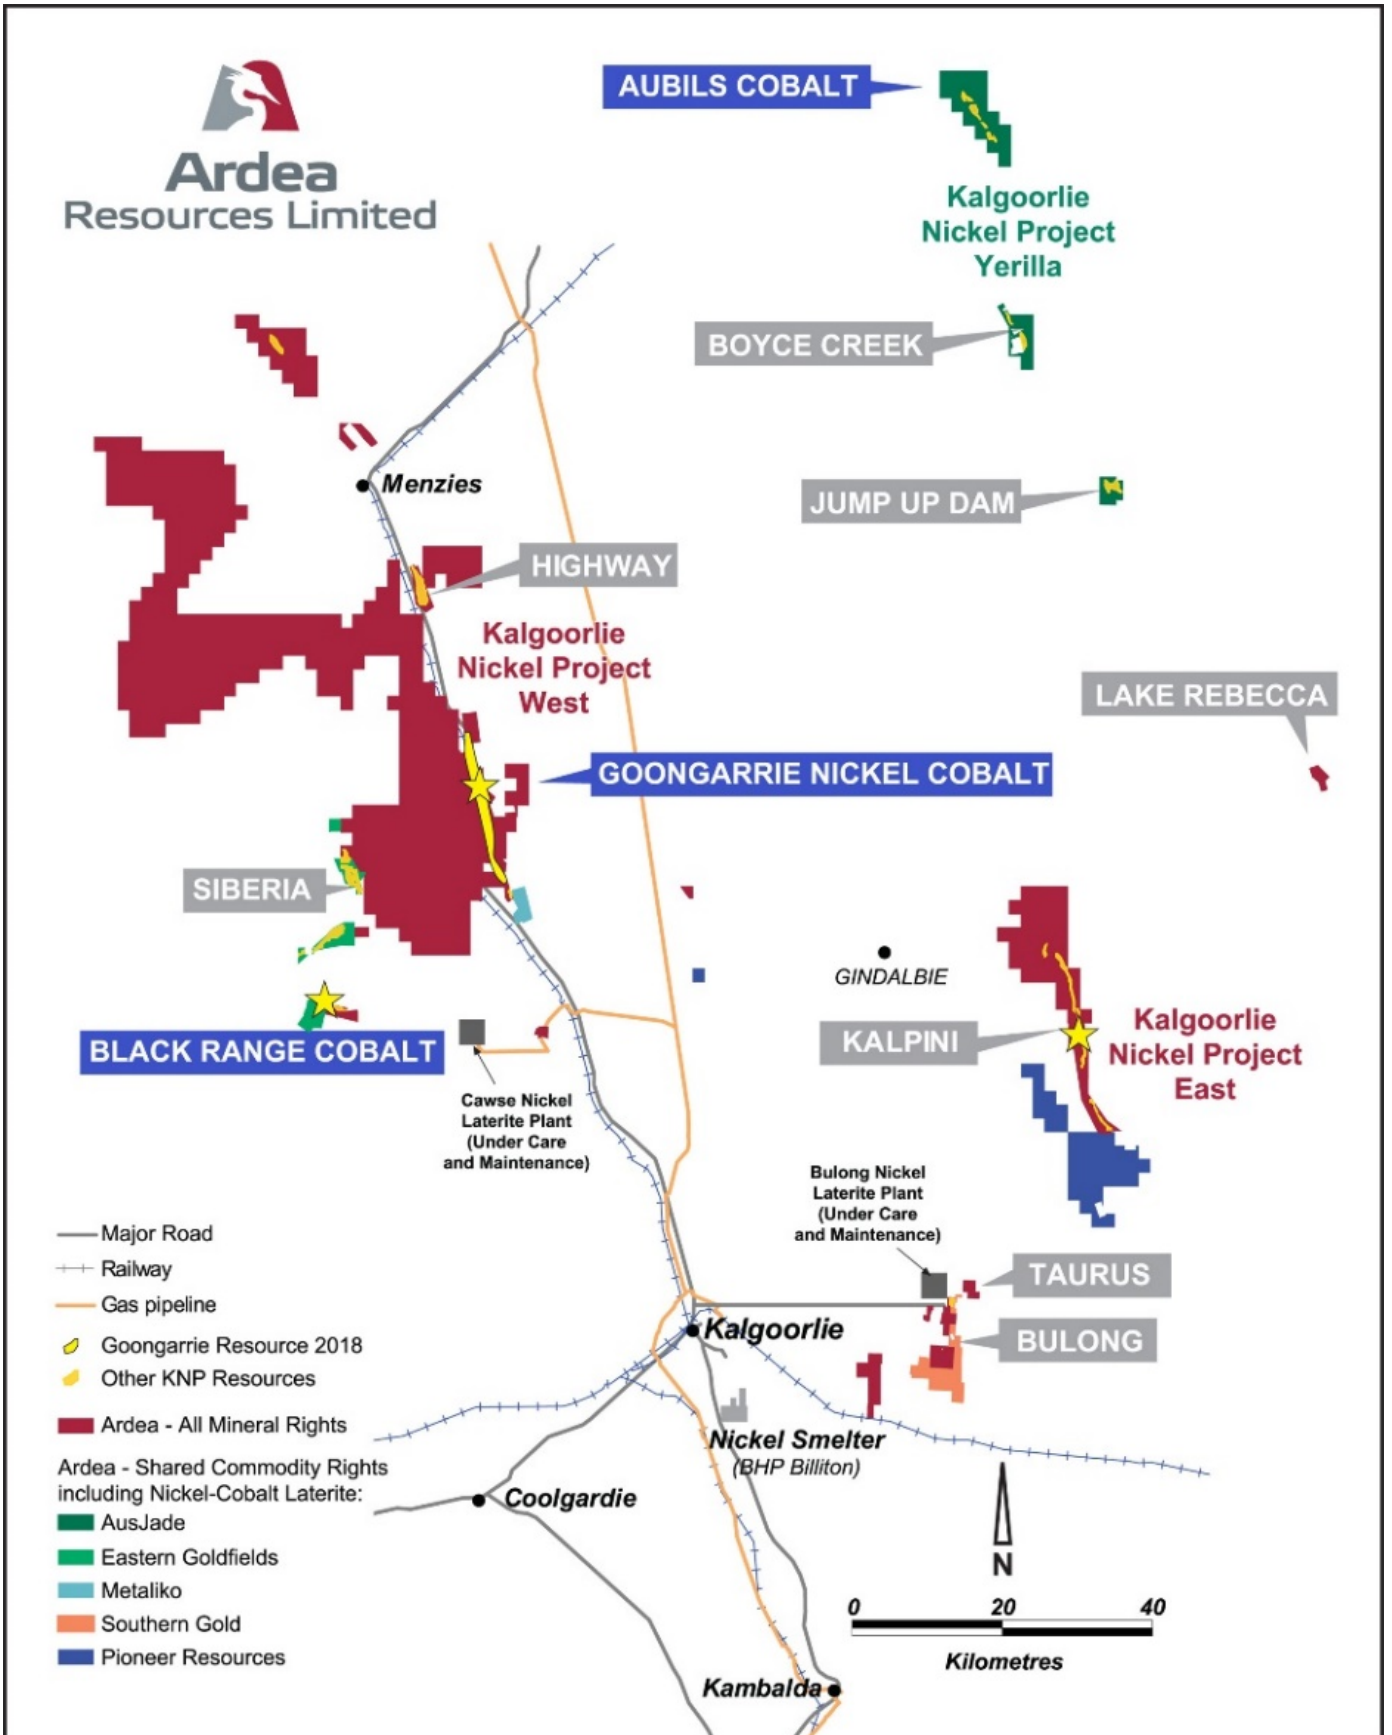 Ardea
Resources Limited
AUBILS COBALT
Kalgoorlie
Nickel Project
Yerilla
BOYCE CREEK
Menzies
JUMP UP DAM
HIGHWAY
Kalgoorlie
Nickel Project
West
LAKE REBECCA
GOONGARRIE NICKEL COBALT
SIBERIA
GINDALBIE
BLACK RANGE COBALT
KALPINI
Kalgoorlie
Nickel Project
East
Cawse Nickel
Laterite Plant
(Under Care
and Maintenance)
Bulong Nickel
Laterite Plant
(Under Care
and Maintenance)
TAURUS
BULONG
Kalgoorlie
Nickel Smelter
(BHP Billiton)
Coolgardie
Kambalda
Major Road
Railway
Gas pipeline
Goongarrie Resource 2018
Other KNP Resources
Ardea - All Mineral Rights
Ardea - Shared Commodity Rights
including Nickel-Cobalt Laterite:
AusJade
Eastern Goldfields
Metaliko
Southern Gold
Pioneer Resources
N
0 20 40
Kilometres